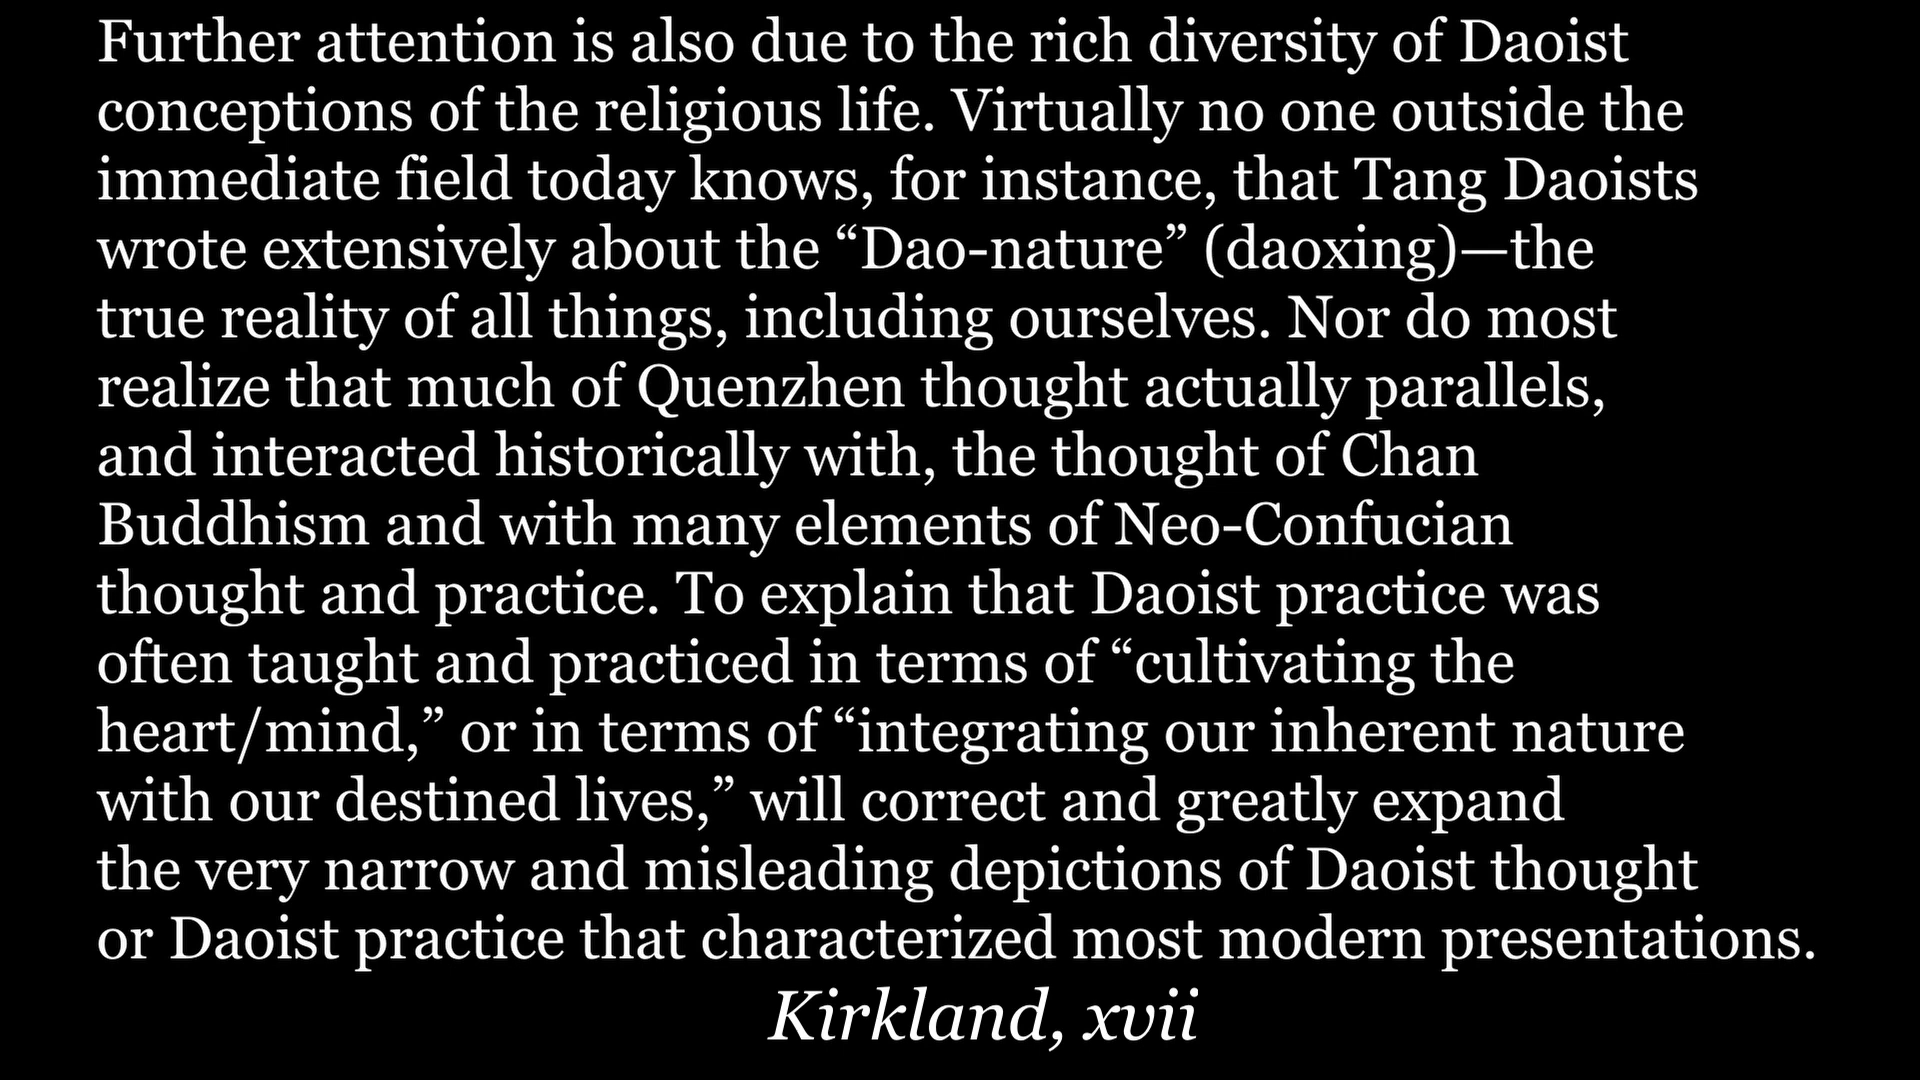 Further attention is also due to the rich diversity of Daoist
conceptions of the religious life. Virtually no one outside the
immediate field today knows, for instance, that Tang Daoists
wrote extensively about the “Dao-nature” (daoxing)—the
true reality of all things, including ourselves. Nor do most
realize that much of Quenzhen thought actually parallels,
and interacted historically with, the thought of Chan
Buddhism and with many elements of Neo-Confucian
thought and practice. To explain that Daoist practice was
often taught and practiced in terms of “cultivating the
heart/mind,” or in terms of “integrating our inherent nature
with our destined lives,” will correct and greatly expand
the very narrow and misleading depictions of Daoist thought
or Daoist practice that characterized most modern presentations.
Kirkland, xvii